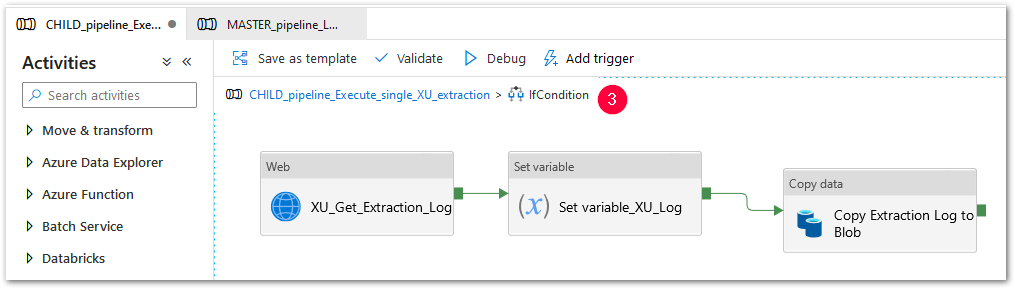 CHILD_pipeline_Exe...
MASTER_pipeline_L...
Activities
Save as template
Validate
Debug
Add trigger
Search activities
CHILD_pipeline_Execute_single_XU_extraction > IfCondition
3
Move & transform
Azure Data Explorer
Azure Function
Batch Service
Databricks
Web
XU_Get_Extraction_Log
Set variable
(x)
Set variable_XU_Log
Copy data
Copy Extraction Log to
Blob